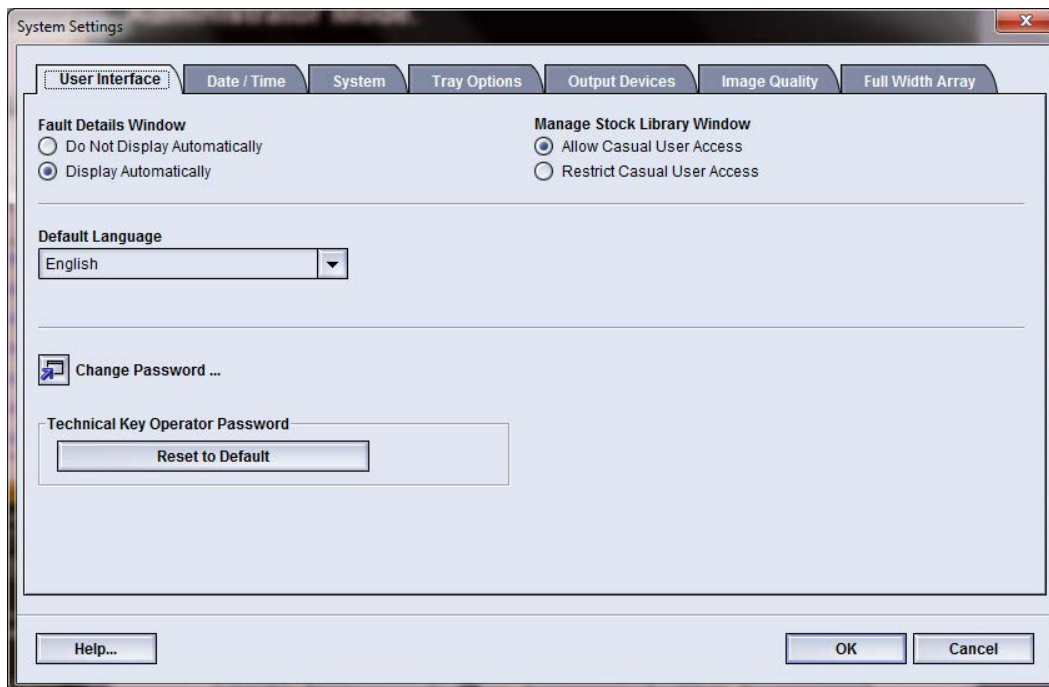 System Settings
User Interface
Date / Time
System
Tray Options
Output Devices
Image Quality
Full Width Array
Fault Details Window
Do Not Display Automatically
Display Automatically
Manage Stock Library Window
Allow Casual User Access
Restrict Casual User Access
Default Language
English
Change Password ...
Technical Key Operator Password
Reset to Default
Help...
OK
Cancel